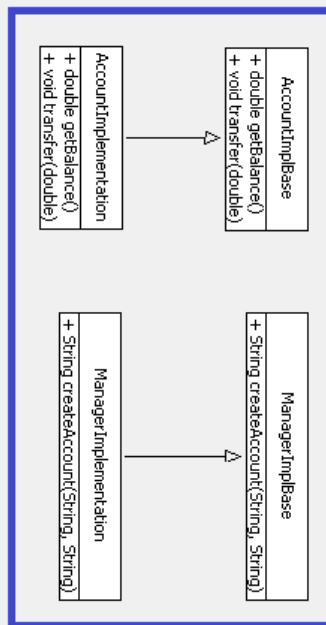 AccountImplBase
+ double getBalance()
+ void transfer(double)
ManagerImplBase
+ String createAccount(String, String)
AccountImplementation
+ double getBalance()
+ void transfer(double)
ManagerImplementation
+ String createAccount(String, String)